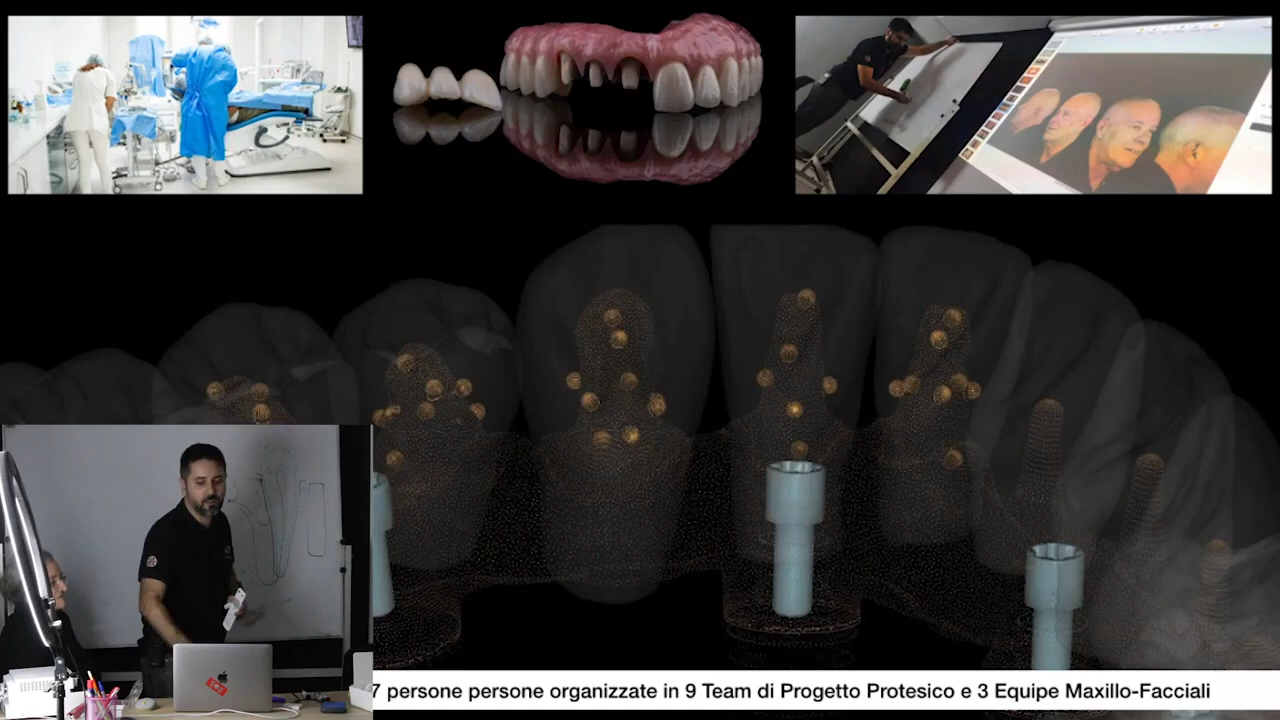 7 persone persone organizzate in 9 Team di Progetto Protesico e 3 Equipe Maxillo-Facciali